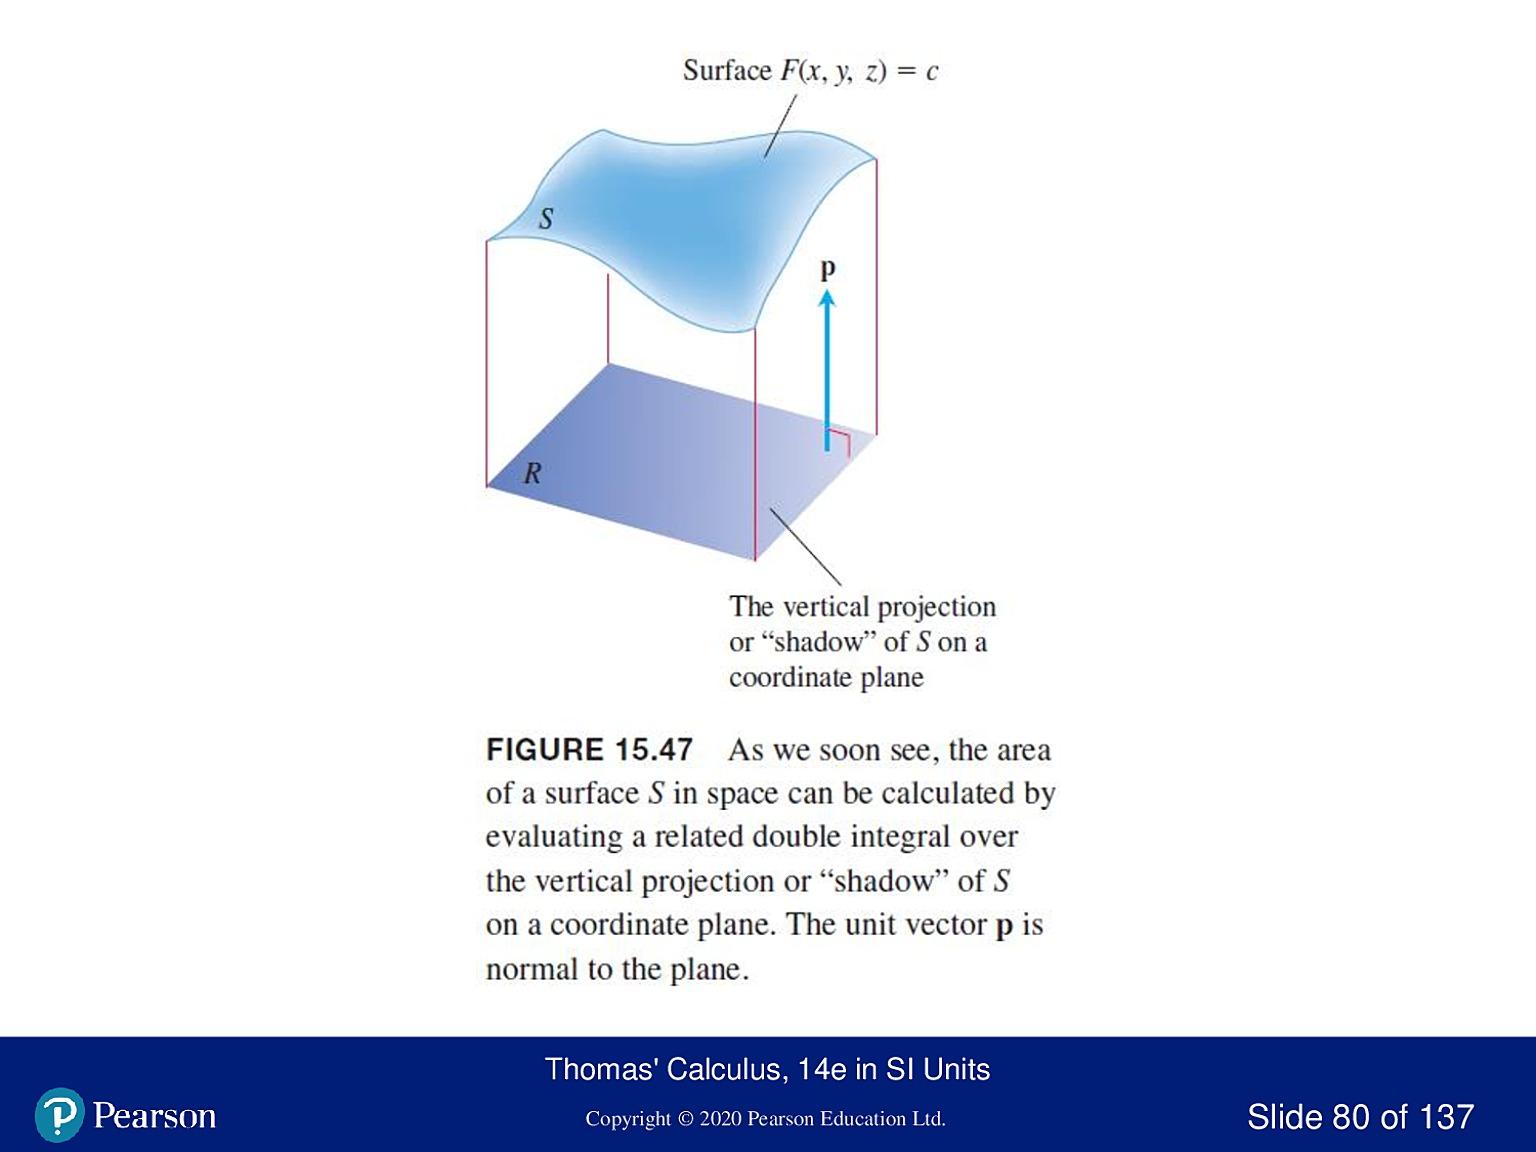 Surface F(x, y, z) = c
S
p
R
The vertical projection
or “shadow” of S on a
coordinate plane
FIGURE 15.47 As we soon see, the area
of a surface S in space can be calculated by
evaluating a related double integral over
the vertical projection or “shadow” of S
on a coordinate plane. The unit vector p is
normal to the plane.
Thomas' Calculus, 14e in SI Units
P Pearson
Copyright © 2020 Pearson Education Ltd.
Slide 80 of 137